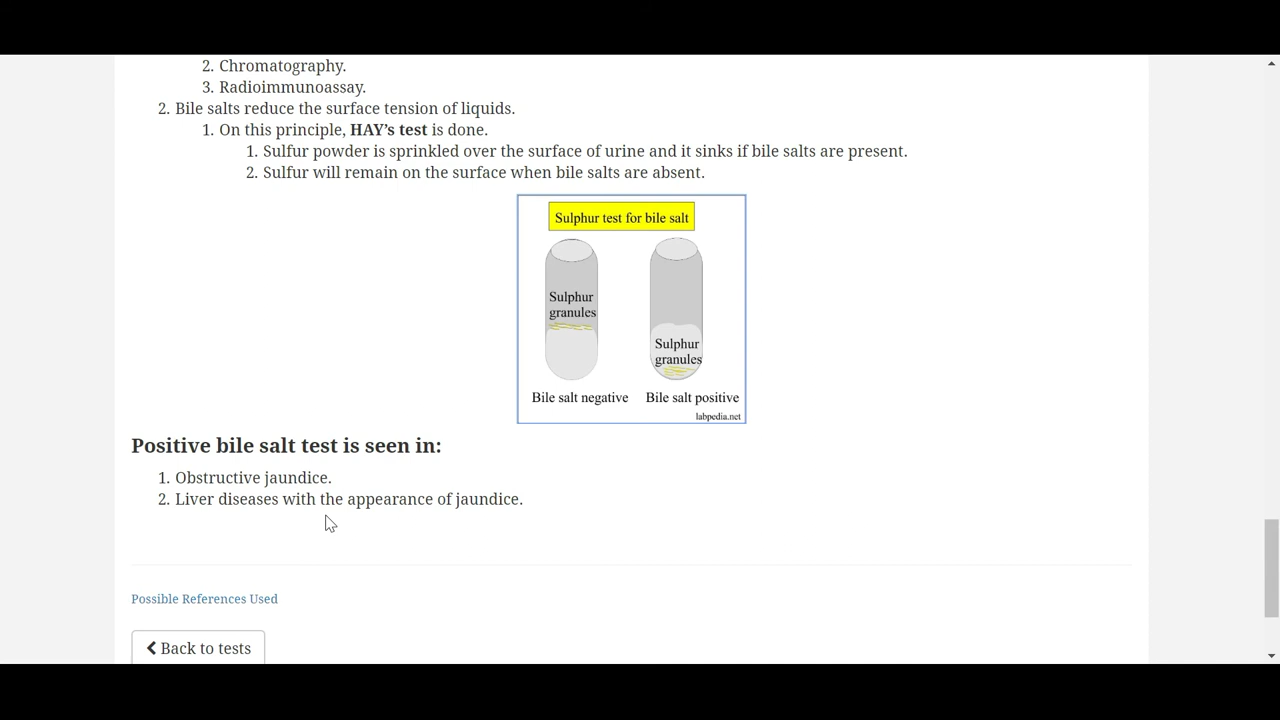 2. Chromatography.
3. Radioimmunoassay.
2. Bile salts reduce the surface tension of liquids.
1. On this principle, HAY's test is done.
1. Sulfur powder is sprinkled over the surface of urine and it sinks if bile salts are present.
2. Sulfur will remain on the surface when bile salts are absent.
Sulphur test for bile salt
Sulphur
granules
Sulphur
granules
Bile salt negative
Bile salt positive
labpedia.net
Positive bile salt test is seen in:
1. Obstructive jaundice.
2. Liver diseases with the appearance of jaundice.
Possible References Used
Back to tests